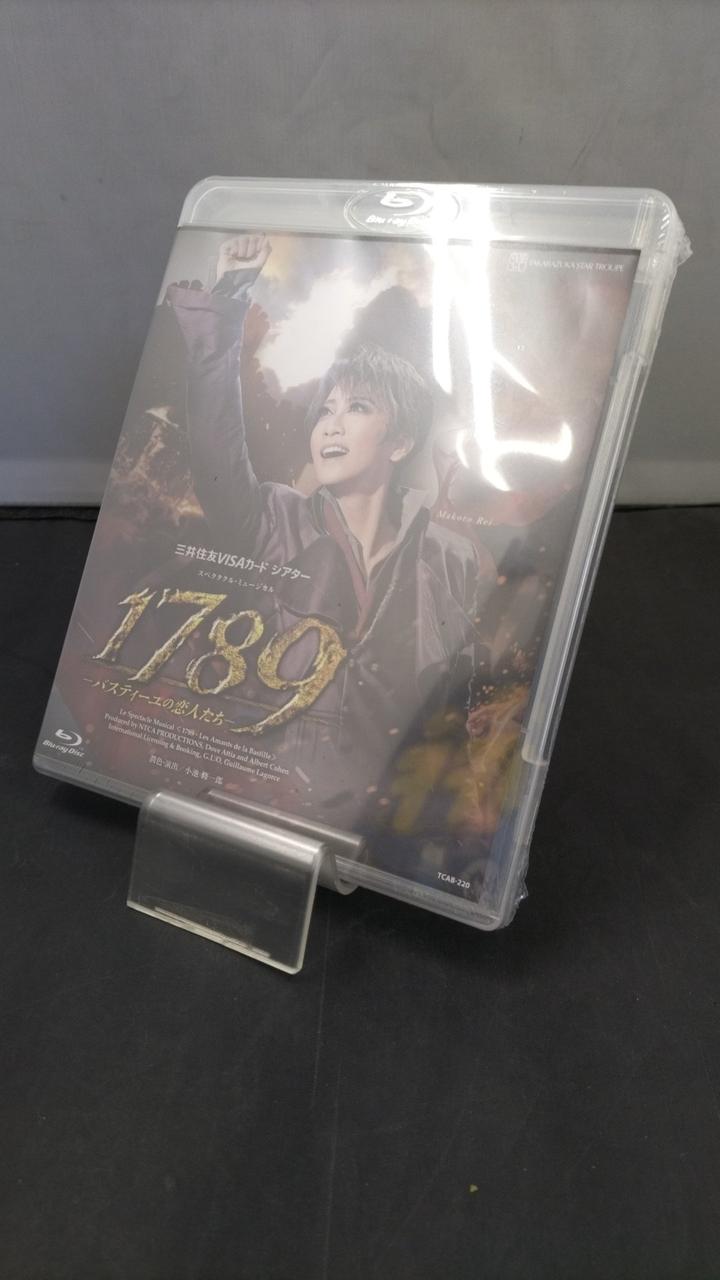 Blu-ray Disc
TAKARAZUKA STAR TROUPE
Makoto Rei
三井住友VISAカード シアター
スペクタクル・ミュージカル
1789
―バスティーユの恋人たち―
Le Spectacle Musical < 1789 - Les Amants de la Bastille >
Produced by NTCA PRODUCTIONS, Dove Attia and Albert Cohen
International Licensing & Booking, G.L.O, Guillaume Lagorce
潤色・演出／小池 修一郎
Blu-ray Disc
TCAB-220